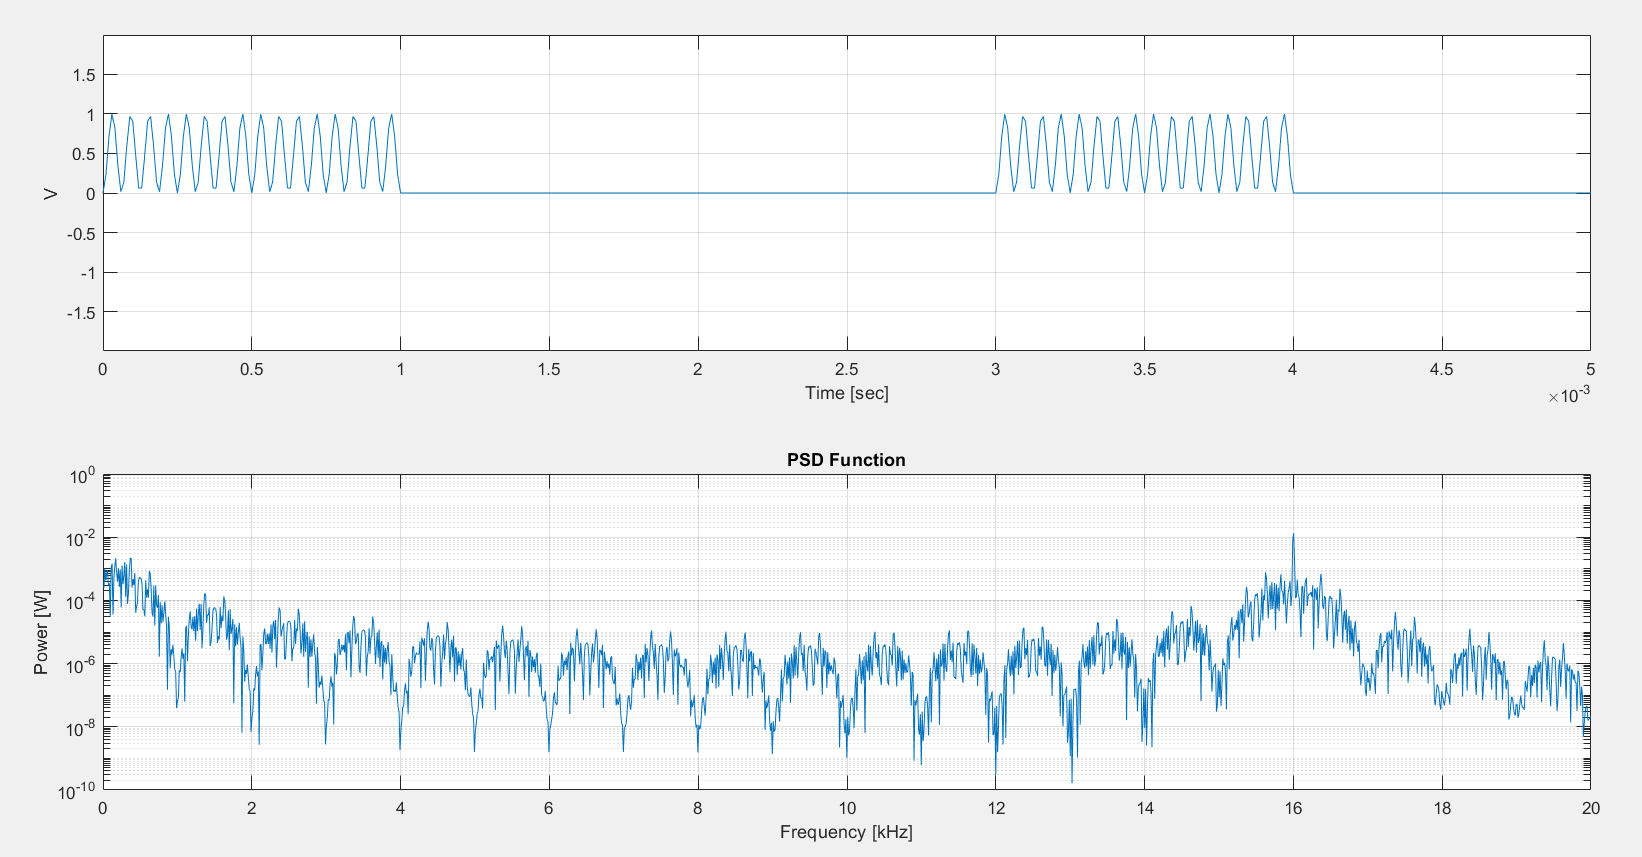 1.5
1
0.5
0
-0.5
-1
-1.5
V
0 0.5 1 1.5 2 2.5 3 3.5 4 4.5 5
Time [sec]
×10-3
PSD Function
100
10-2
10-4
10-6
10-8
10-10
Power [W]
0 2 4 6 8 10 12 14 16 18 20
Frequency [kHz]